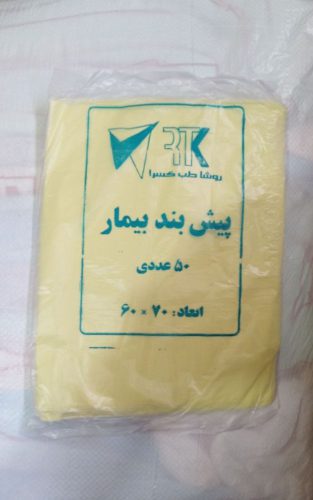 RTK
روشا طب کسرا
پیش بند بیمار
۵۰ عددی
ابعاد: ۷۰ × ۶۰